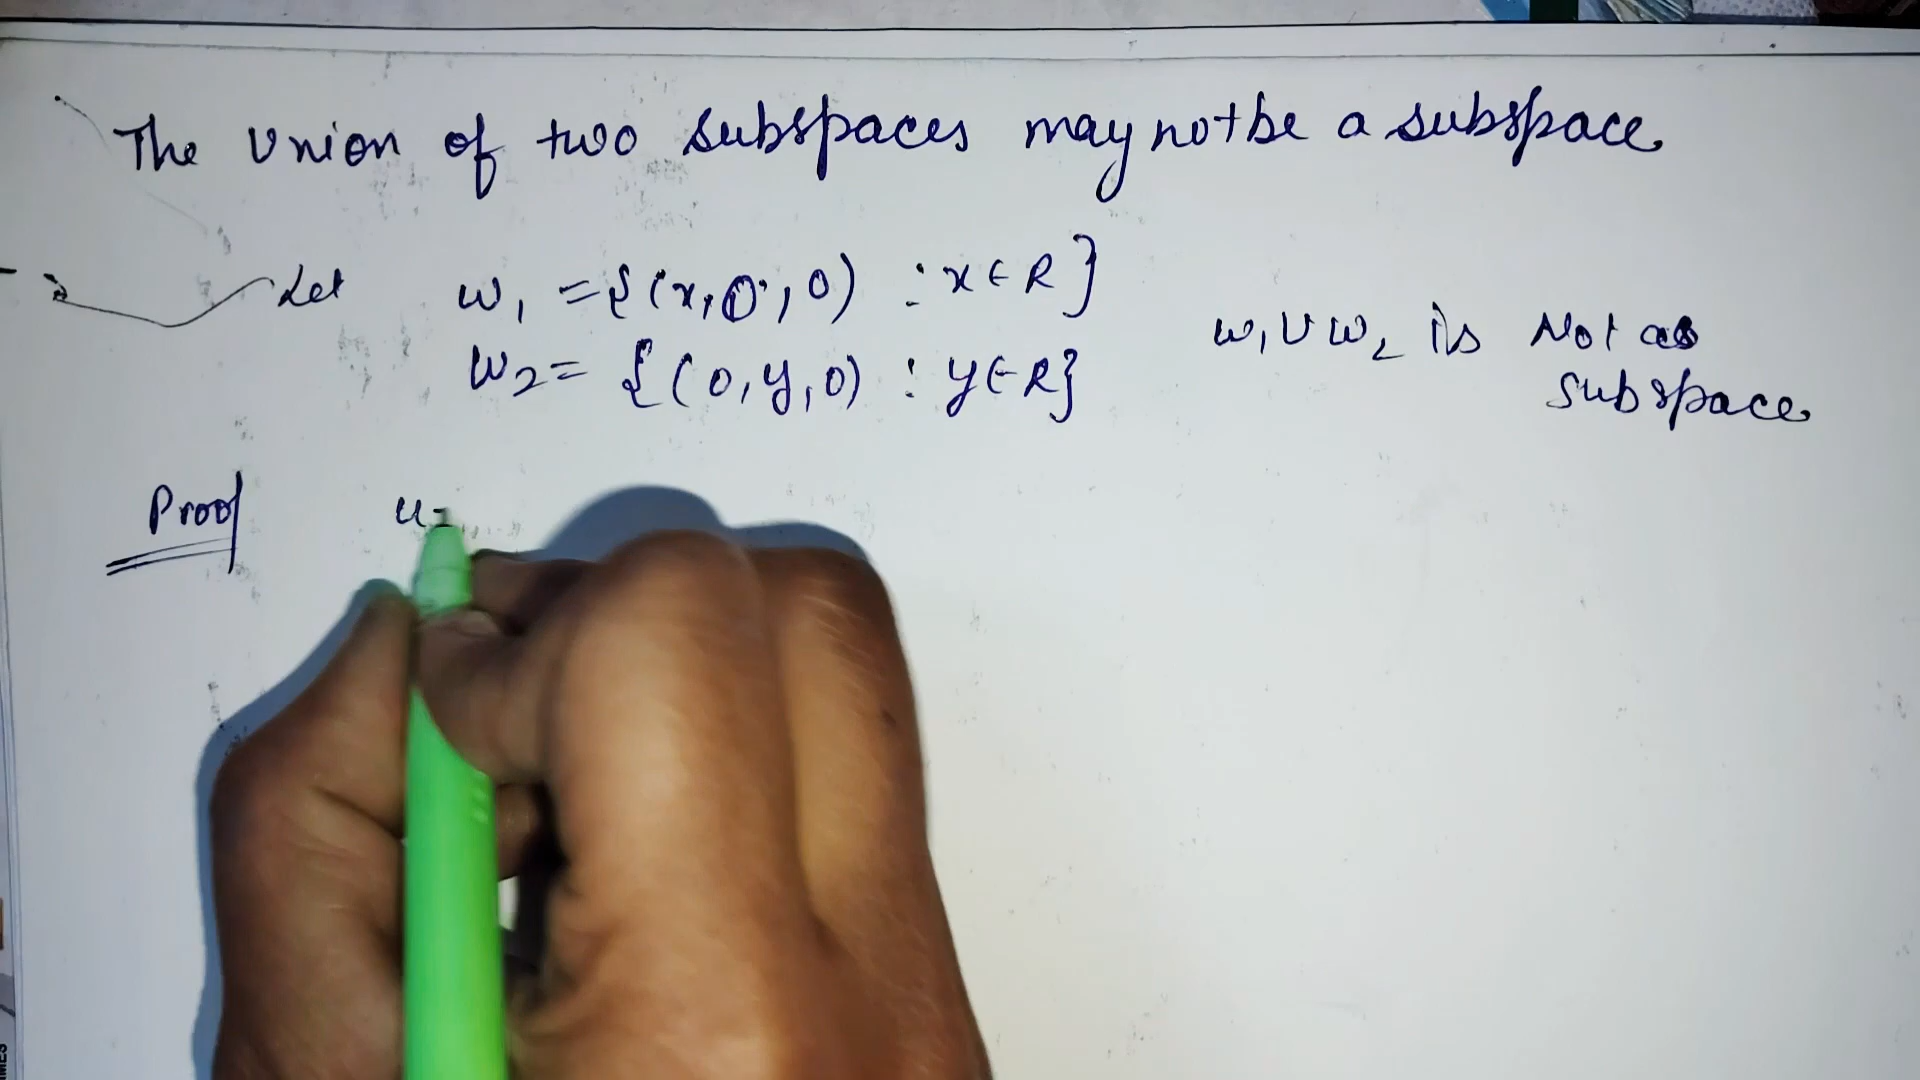 The Union of two subspaces may not be a subspace.
Let w₁ = {(x, 0, 0) : x ∈ R}
w₂ = {(0, y, 0) : y ∈ R}
w₁ ∪ w₂ is Not a
subspace.
Proof u =